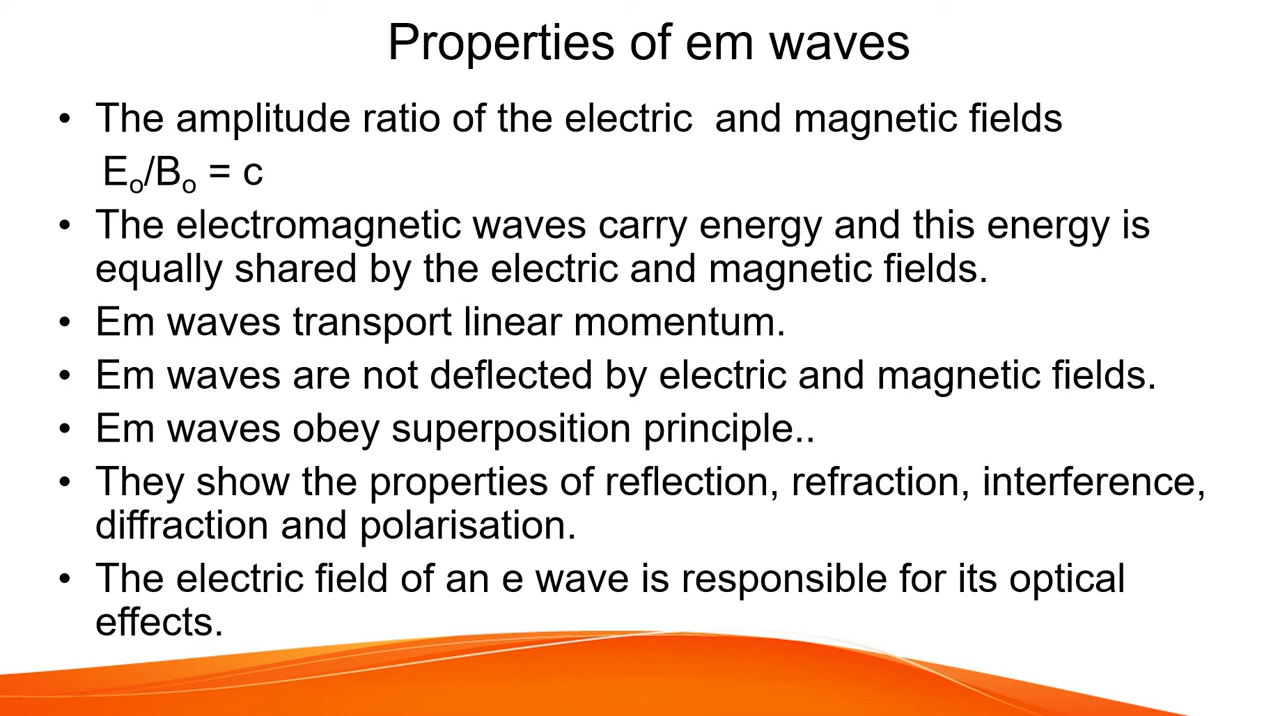 Properties of em waves
• The amplitude ratio of the electric  and magnetic fields
Eo/Bo = c
• The electromagnetic waves carry energy and this energy is
equally shared by the electric and magnetic fields.
• Em waves transport linear momentum.
• Em waves are not deflected by electric and magnetic fields.
• Em waves obey superposition principle..
• They show the properties of reflection, refraction, interference,
diffraction and polarisation.
• The electric field of an e wave is responsible for its optical
effects.